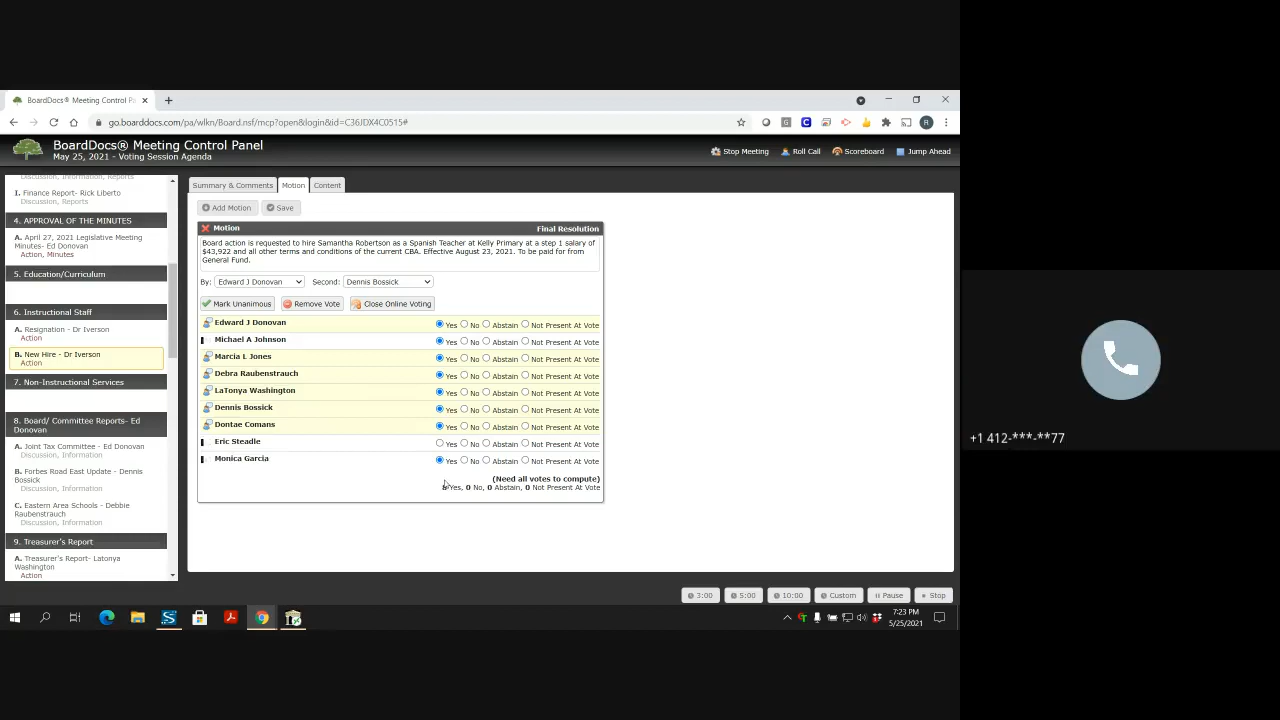 BoardDocs® Meeting Control Pa
go.boarddocs.com/pa/wlkn/Board.nsf/mcp?open&login&id=C36JDX4C0515#
R
BoardDocs® Meeting Control Panel
May 25, 2021 - Voting Session Agenda
Stop Meeting
Roll Call
Scoreboard
Jump Ahead
Discussion, Information, Reports
I. Finance Report- Rick Liberto
Discussion, Reports
4. APPROVAL OF THE MINUTES
A. April 27, 2021 Legislative Meeting
Minutes- Ed Donovan
Action, Minutes
5. Education/Curriculum
6. Instructional Staff
A. Resignation - Dr Iverson
Action
B. New Hire - Dr Iverson
Action
7. Non-Instructional Services
8. Board/ Committee Reports- Ed
Donovan
A. Joint Tax Committee - Ed Donovan
Discussion, Information
B. Forbes Road East Update - Dennis
Bossick
Discussion, Information
C. Eastern Area Schools - Debbie
Raubenstrauch
Discussion, Information
9. Treasurer's Report
A. Treasurer's Report- Latonya
Washington
Action
Summary & Comments
Motion
Content
Add Motion
Save
Motion
Final Resolution
Board action is requested to hire Samantha Robertson as a Spanish Teacher at Kelly Primary at a step 1 salary of
$43,922 and all other terms and conditions of the current CBA. Effective August 23, 2021. To be paid for from
General Fund.
By: Edward J Donovan Second: Dennis Bossick
Mark Unanimous
Remove Vote
Close Online Voting
Edward J Donovan Yes No Abstain Not Present At Vote
Michael A Johnson Yes No Abstain Not Present At Vote
Marcia L Jones Yes No Abstain Not Present At Vote
Debra Raubenstrauch Yes No Abstain Not Present At Vote
LaTonya Washington Yes No Abstain Not Present At Vote
Dennis Bossick Yes No Abstain Not Present At Vote
Dontae Comans Yes No Abstain Not Present At Vote
Eric Steadle Yes No Abstain Not Present At Vote
Monica Garcia Yes No Abstain Not Present At Vote
(Need all votes to compute)
Yes, 0 No, 0 Abstain, 0 Not Present At Vote
3:00
5:00
10:00
Custom
Pause
Stop
7:23 PM
5/25/2021
+1 412-***-**77